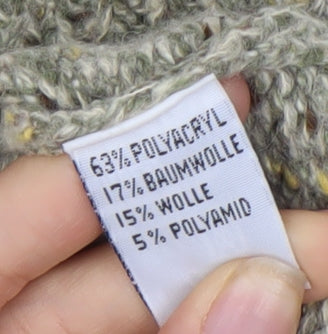 63% POLYACRYL
17% BAUMWOLLE
15% WOLLE
5% POLYAMID